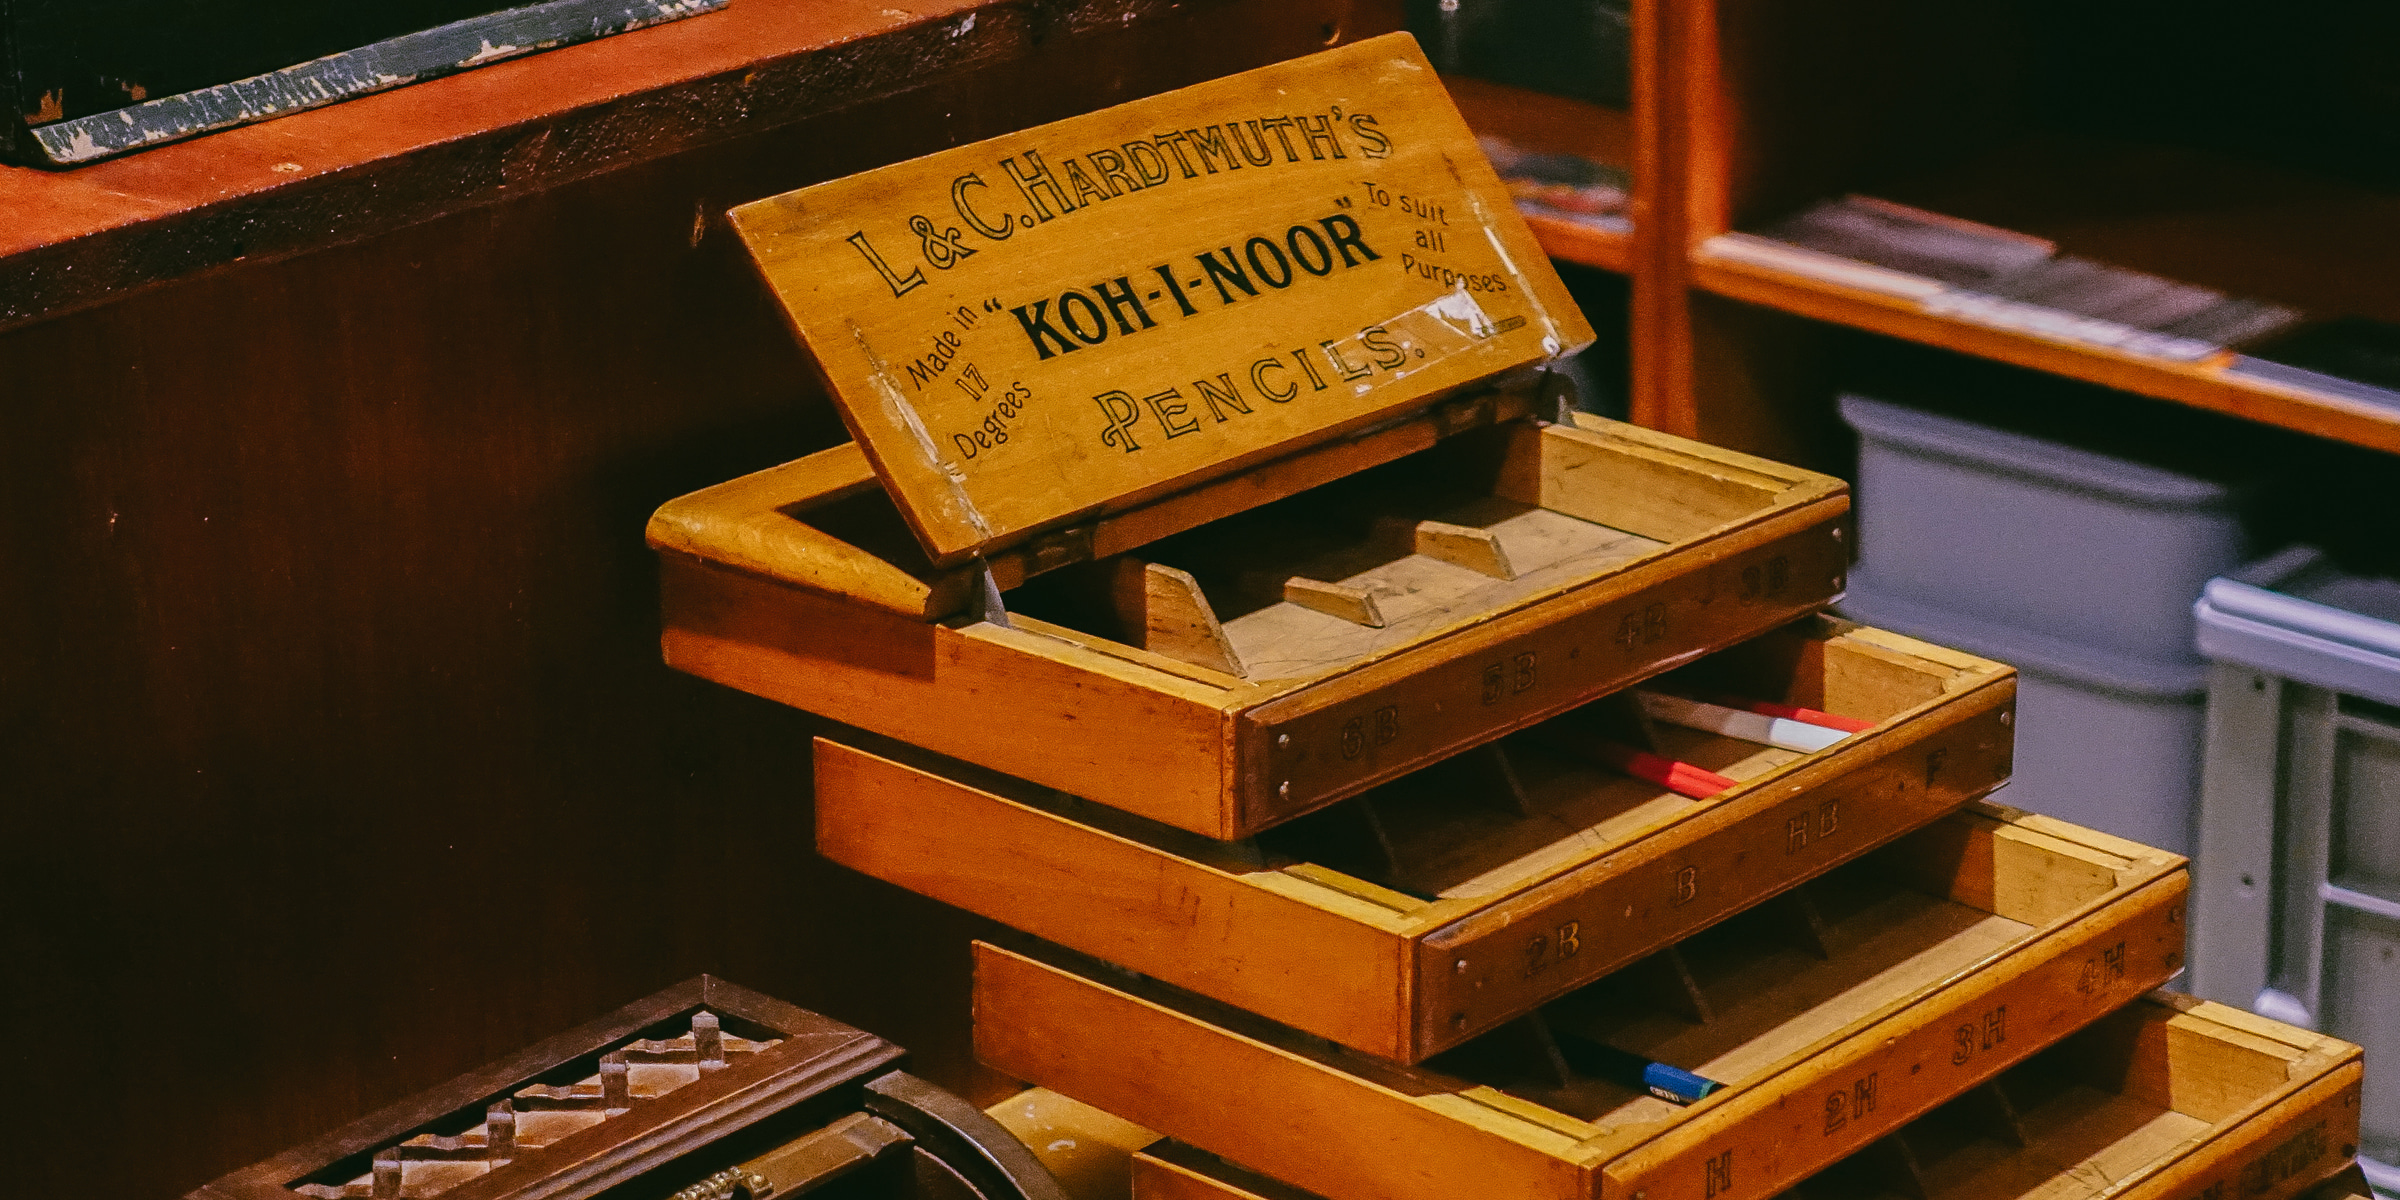 L & C. HARDTMUTH'S
Made in
17
Degrees
"KOH-I-NOOR"
To suit
all
Purposes
PENCILS.
6B 5B · 4B · 3B
2B · B · HB · F
H 2H · 3H 4H